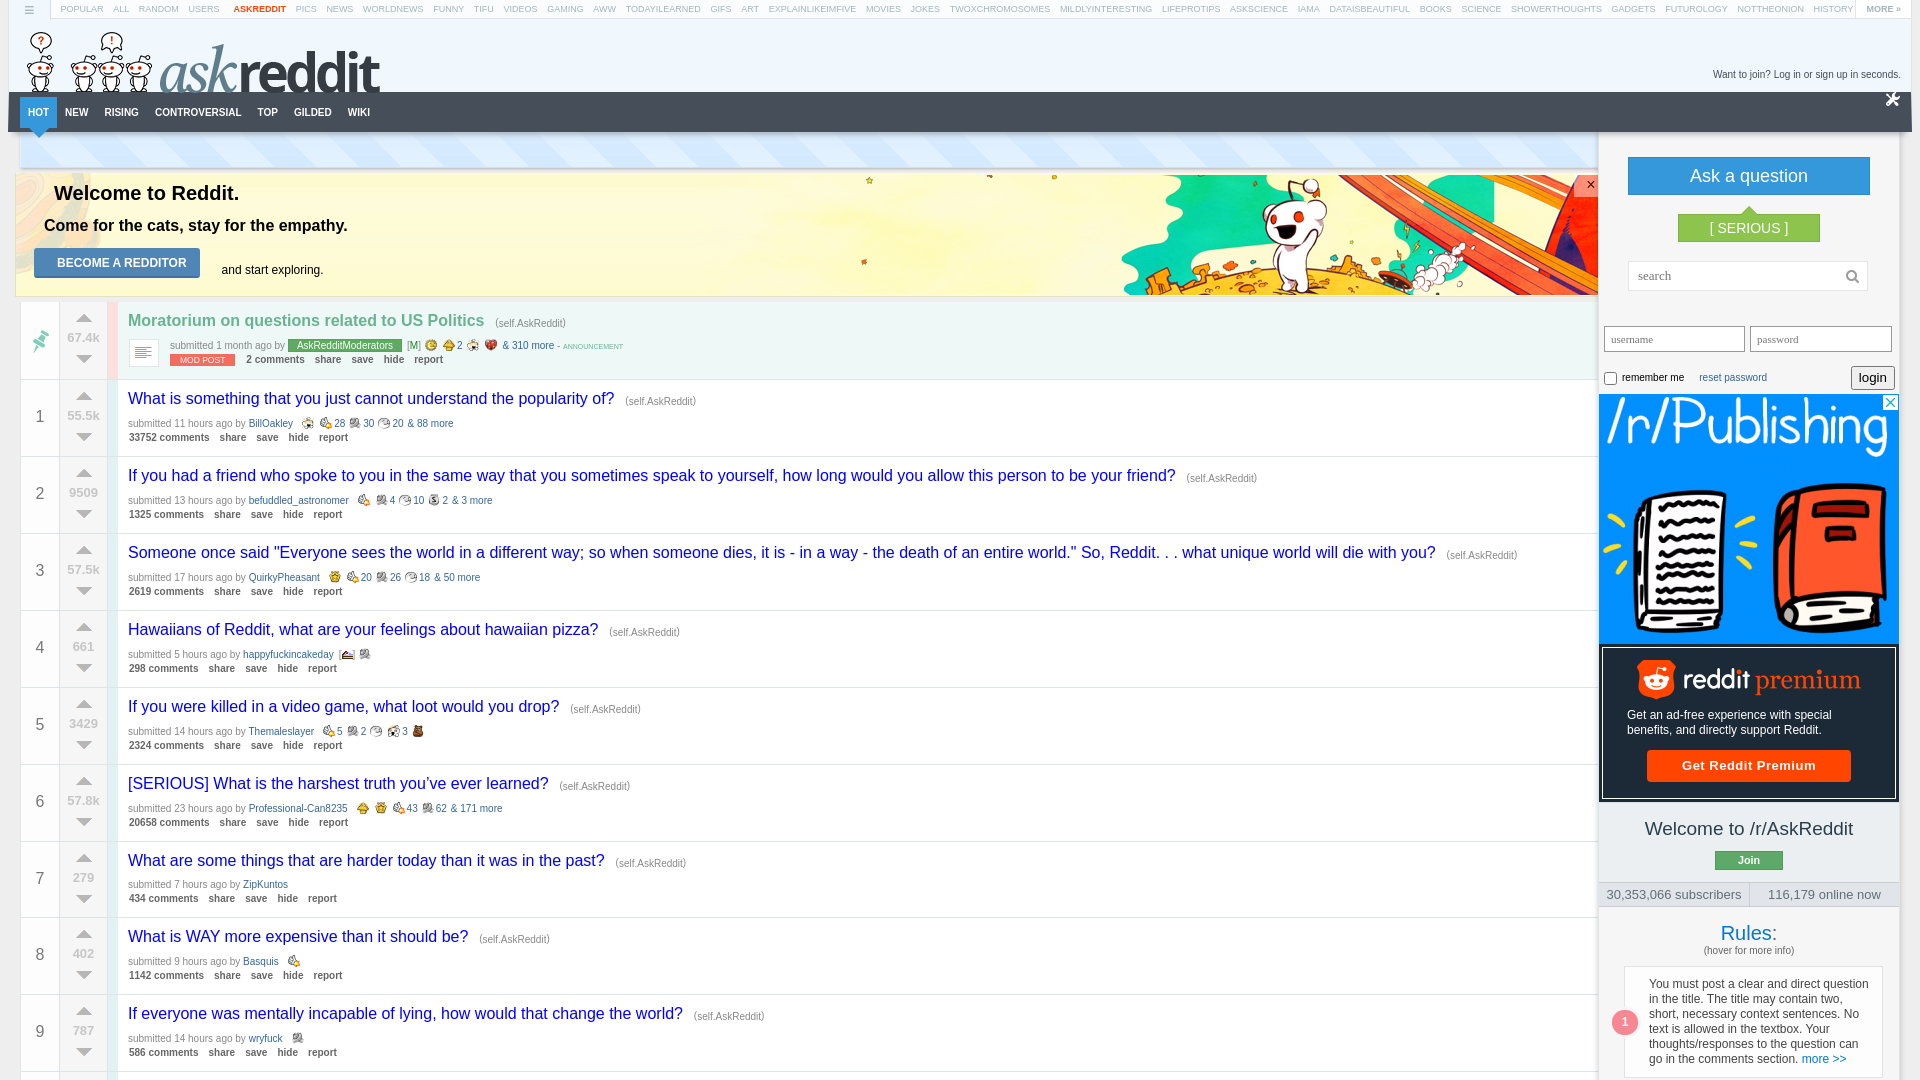 POPULAR ALL RANDOM USERS ASKREDDIT PICS NEWS WORLDNEWS FUNNY TIFU VIDEOS GAMING AWW TODAYILEARNED GIFS ART EXPLAINLIKEIMFIVE MOVIES JOKES TWOXCHROMOSOMES MILDLYINTERESTING LIFEPROTIPS ASKSCIENCE IAMA DATAISBEAUTIFUL BOOKS SCIENCE SHOWERTHOUGHTS GADGETS FUTUROLOGY NOTTHEONION HISTORY MORE »
? !
askreddit
Want to join? Log in or sign up in seconds.
HOT NEW RISING CONTROVERSIAL TOP GILDED WIKI
Welcome to Reddit.
Come for the cats, stay for the empathy.
BECOME A REDDITOR and start exploring.
×
67.4k
Moratorium on questions related to US Politics (self.AskReddit)
submitted 1 month ago by AskRedditModerators [M] 2 & 310 more - ANNOUNCEMENT
MOD POST 2 comments share save hide report
1 55.5k
What is something that you just cannot understand the popularity of? (self.AskReddit)
submitted 11 hours ago by BillOakley 28 30 20 & 88 more
33752 comments share save hide report
2 9509
If you had a friend who spoke to you in the same way that you sometimes speak to yourself, how long would you allow this person to be your friend? (self.AskReddit)
submitted 13 hours ago by befuddled_astronomer 4 10 2 & 3 more
1325 comments share save hide report
3 57.5k
Someone once said "Everyone sees the world in a different way; so when someone dies, it is - in a way - the death of an entire world." So, Reddit. . . what unique world will die with you? (self.AskReddit)
submitted 17 hours ago by QuirkyPheasant 20 26 18 & 50 more
2619 comments share save hide report
4 661
Hawaiians of Reddit, what are your feelings about hawaiian pizza? (self.AskReddit)
submitted 5 hours ago by happyfuckincakeday []
298 comments share save hide report
5 3429
If you were killed in a video game, what loot would you drop? (self.AskReddit)
submitted 14 hours ago by Themaleslayer 5 2 3
2324 comments share save hide report
6 57.8k
[SERIOUS] What is the harshest truth you’ve ever learned? (self.AskReddit)
submitted 23 hours ago by Professional-Can8235 43 62 & 171 more
20658 comments share save hide report
7 279
What are some things that are harder today than it was in the past? (self.AskReddit)
submitted 7 hours ago by ZipKuntos
434 comments share save hide report
8 402
What is WAY more expensive than it should be? (self.AskReddit)
submitted 9 hours ago by Basquis
1142 comments share save hide report
9 787
If everyone was mentally incapable of lying, how would that change the world? (self.AskReddit)
submitted 14 hours ago by wryfuck
586 comments share save hide report
Ask a question
[ SERIOUS ]
search
username password
remember me reset password login
/r/Publishing
reddit premium
Get an ad-free experience with special
benefits, and directly support Reddit.
Get Reddit Premium
Welcome to /r/AskReddit
Join
30,353,066 subscribers 116,179 online now
Rules:
(hover for more info)
1
You must post a clear and direct question
in the title. The title may contain two,
short, necessary context sentences. No
text is allowed in the textbox. Your
thoughts/responses to the question can
go in the comments section. more >>